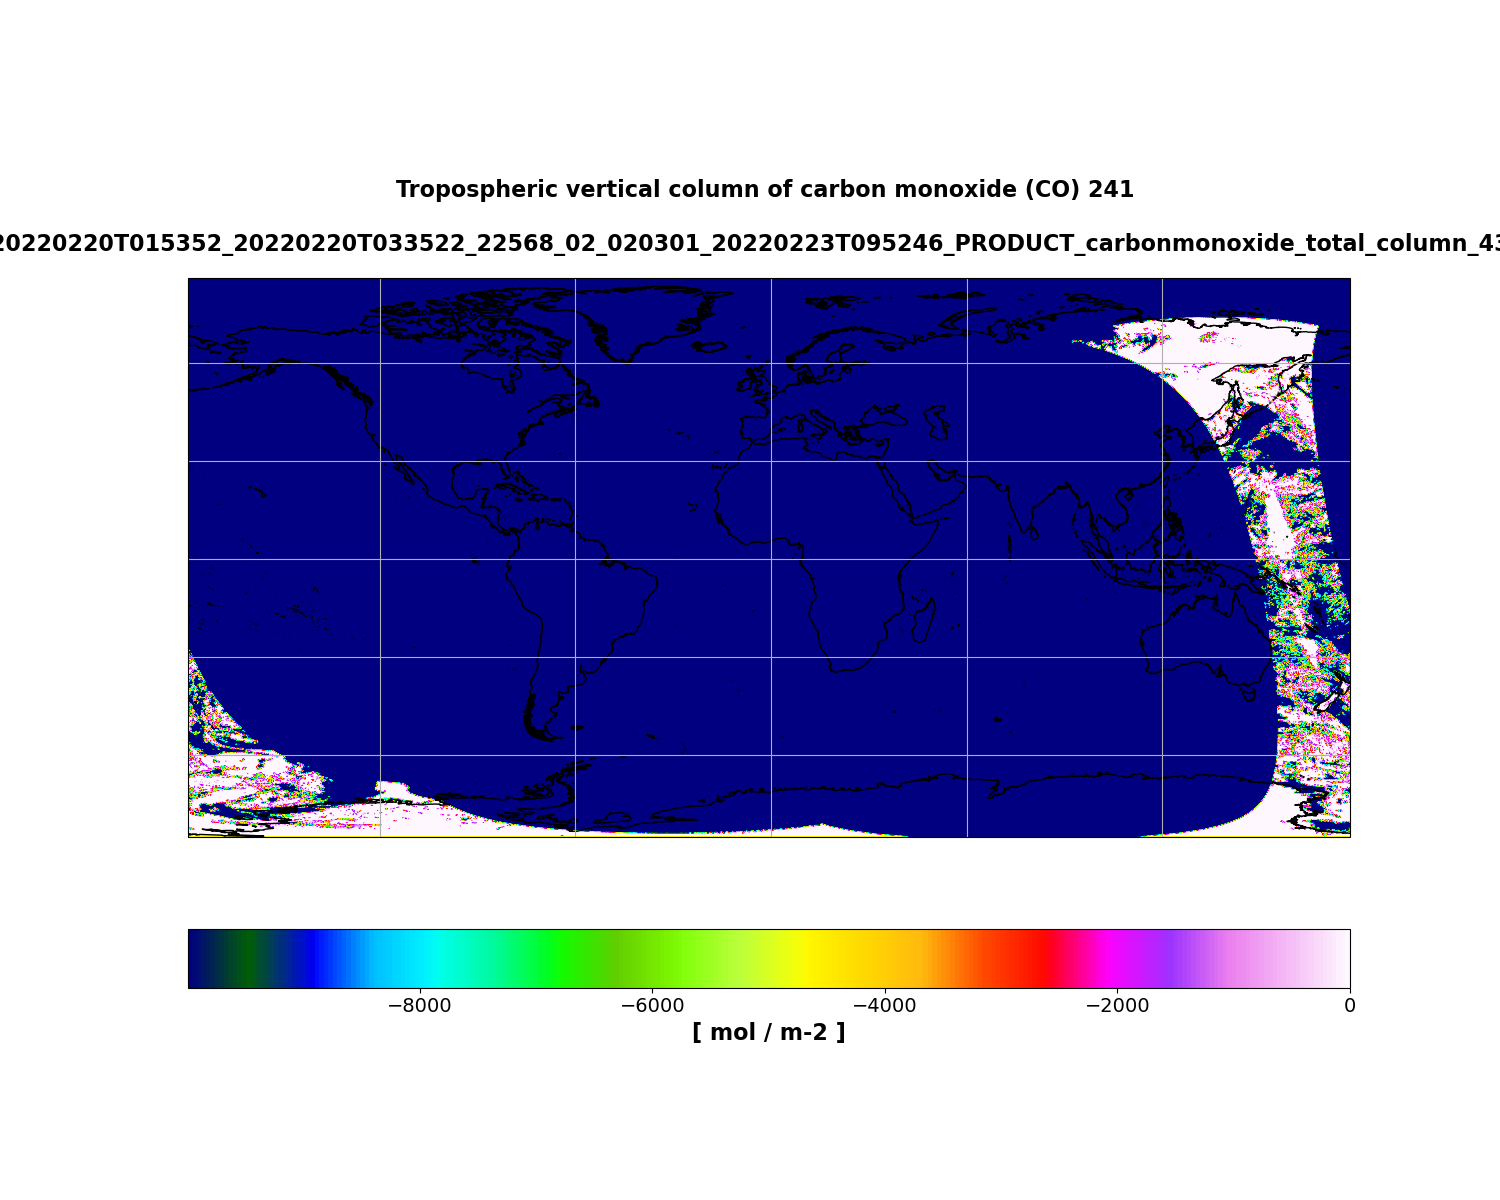 Tropospheric vertical column of carbon monoxide (CO) 241
20220220T015352_20220220T033522_22568_02_020301_20220223T095246_PRODUCT_carbonmonoxide_total_column_43
−8000 −6000 −4000 −2000 0
[ mol / m-2 ]